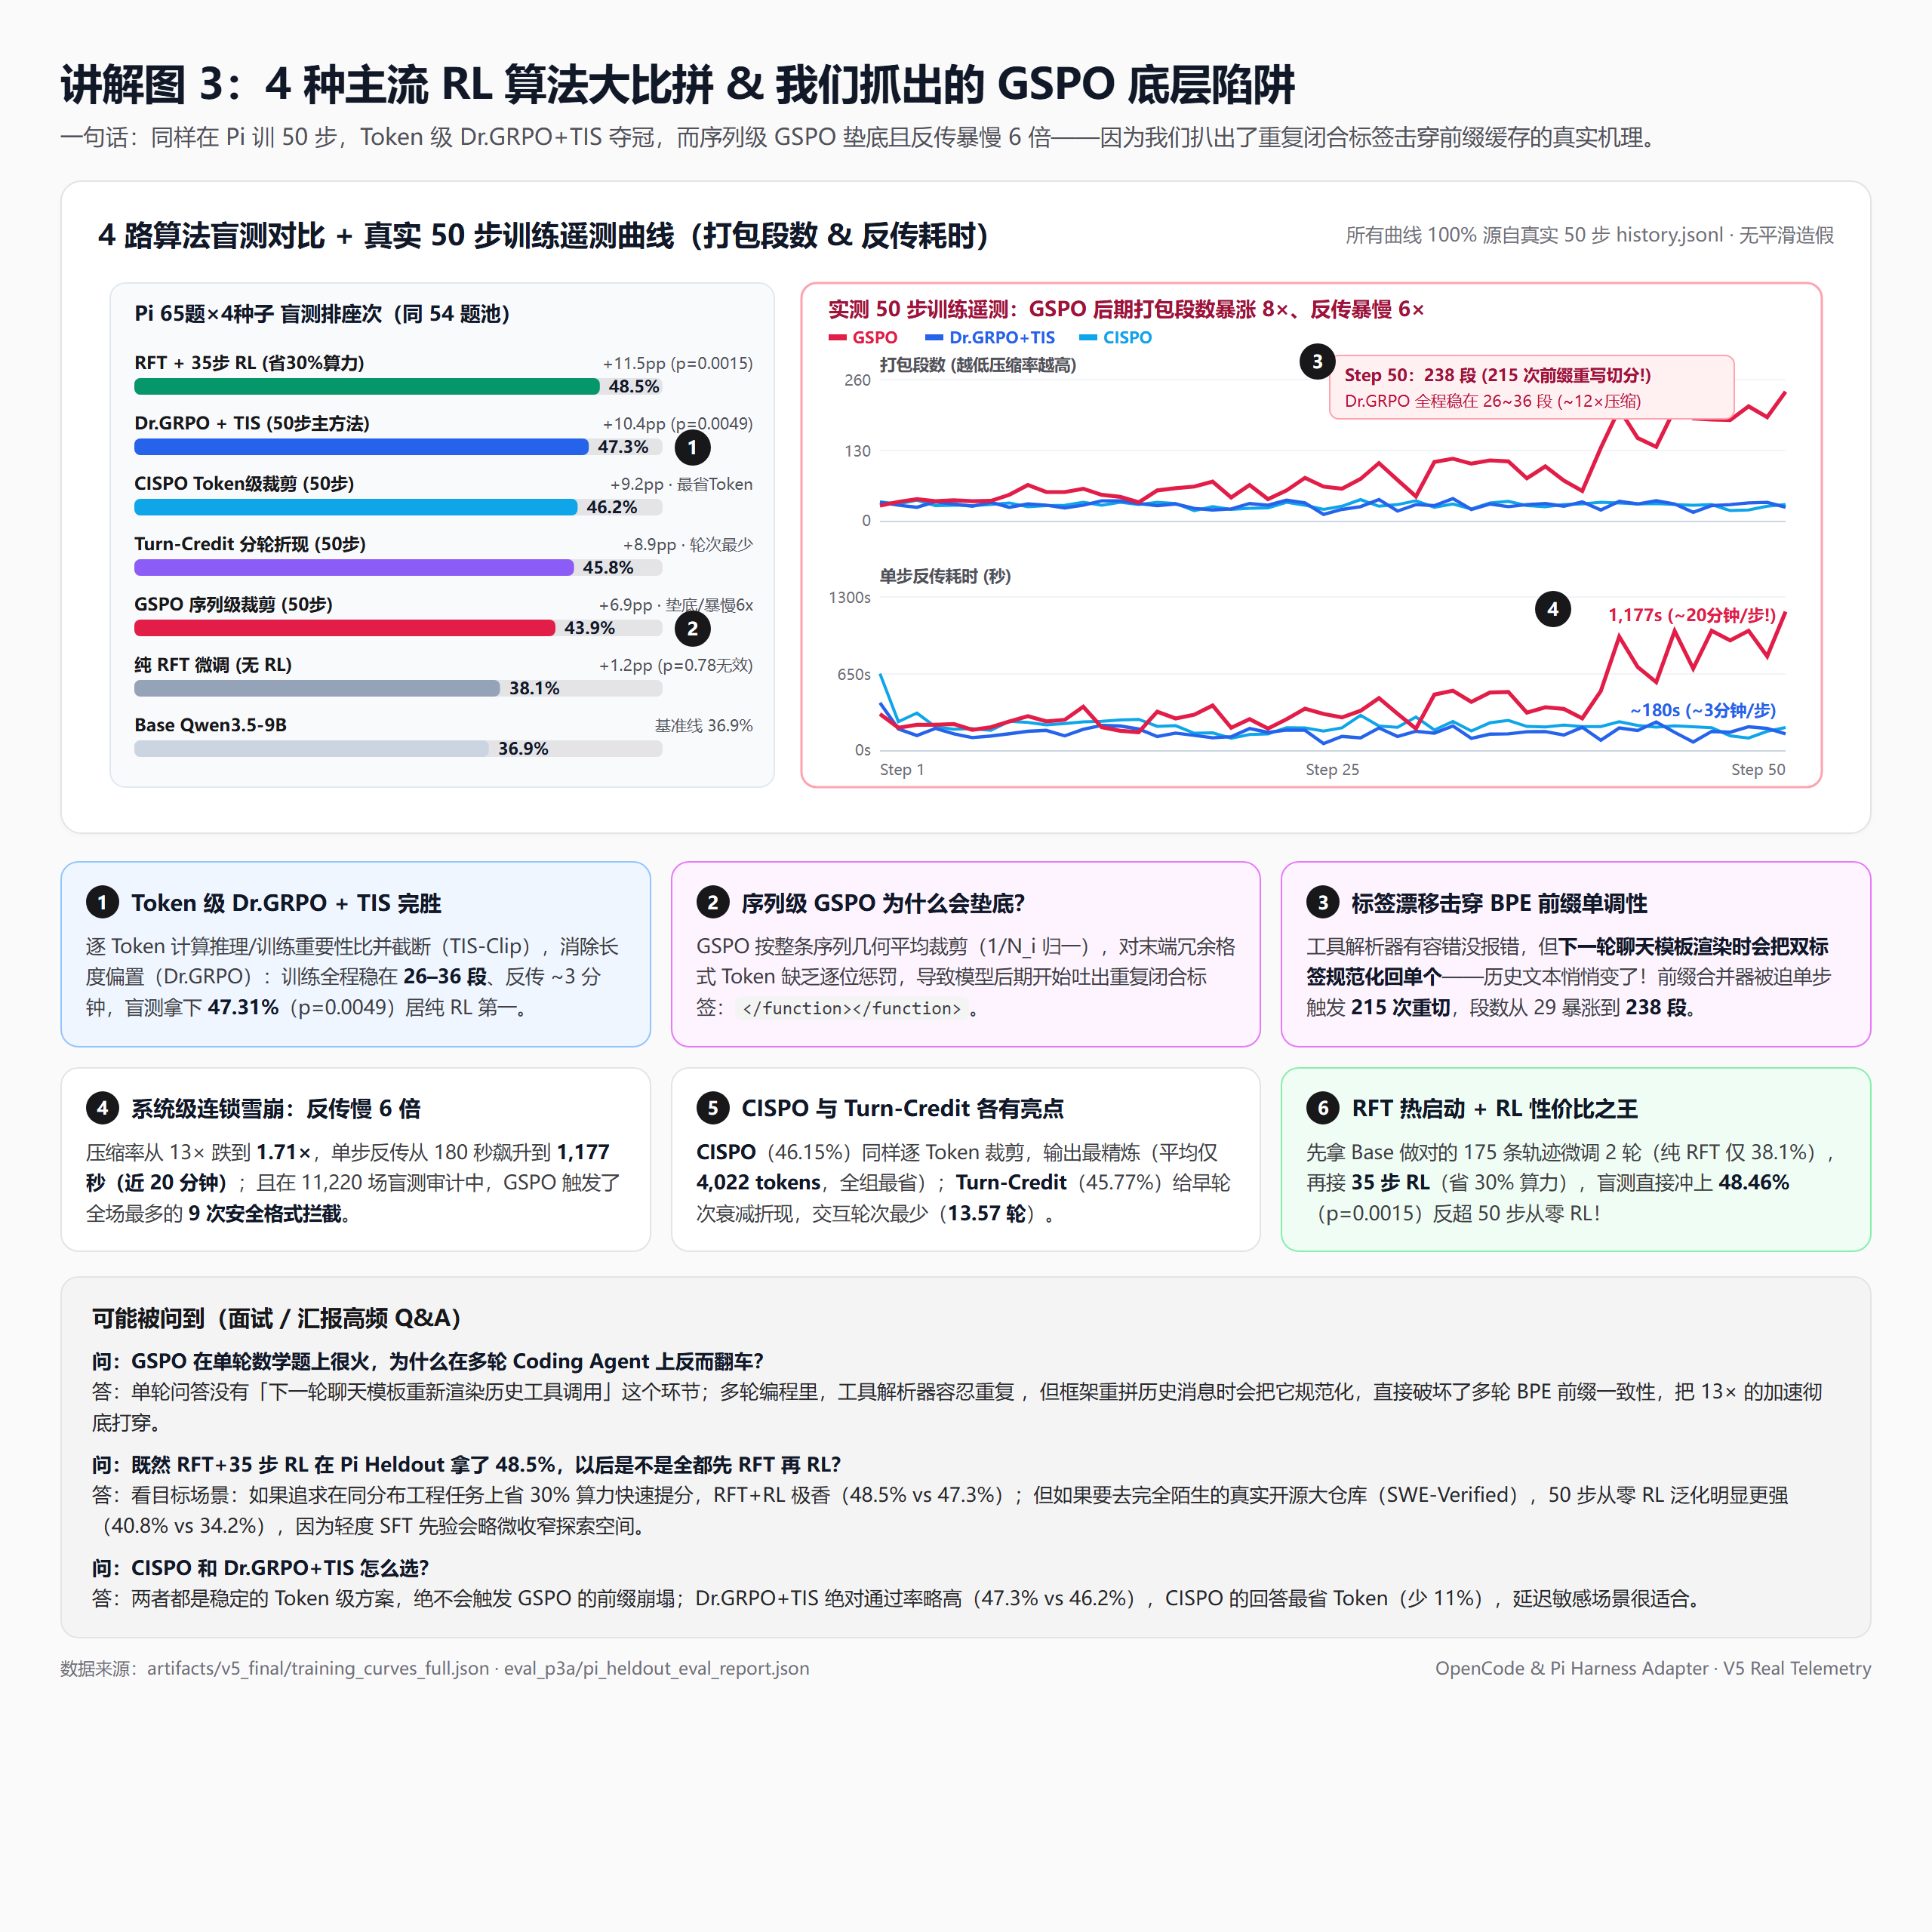 讲解图 3：4 种主流 RL 算法大比拼 & 我们抓出的 GSPO 底层陷阱
一句话：同样在 Pi 训 50 步，Token 级 Dr.GRPO+TIS 夺冠，而序列级 GSPO 垫底且反传暴慢 6 倍——因为我们扒出了重复闭合标签击穿前缀缓存的真实机理。
4 路算法盲测对比 + 真实 50 步训练遥测曲线（打包段数 & 反传耗时）
所有曲线 100% 源自真实 50 步 history.jsonl · 无平滑造假
Pi 65题×4种子 盲测排座次（同 54 题池）
RFT + 35步 RL (省30%算力)
+11.5pp (p=0.0015)
48.5%
Dr.GRPO + TIS (50步主方法)
+10.4pp (p=0.0049)
47.3%
1
CISPO Token级裁剪 (50步)
+9.2pp · 最省Token
46.2%
Turn-Credit 分轮折现 (50步)
+8.9pp · 轮次最少
45.8%
GSPO 序列级裁剪 (50步)
+6.9pp · 垫底/暴慢6x
43.9%
2
纯 RFT 微调 (无 RL)
+1.2pp (p=0.78无效)
38.1%
Base Qwen3.5-9B
基准线 36.9%
36.9%
实测 50 步训练遥测：GSPO 后期打包段数暴涨 8×、反传暴慢 6×
GSPO
Dr.GRPO+TIS
CISPO
打包段数 (越低压缩率越高)
260
130
0
3
Step 50：238 段 (215 次前缀重写切分!)
Dr.GRPO 全程稳在 26~36 段 (~12×压缩)
单步反传耗时 (秒)
1300s
650s
0s
4
1,177s (~20分钟/步!)
~180s (~3分钟/步)
Step 1
Step 25
Step 50
1 Token 级 Dr.GRPO + TIS 完胜
逐 Token 计算推理/训练重要性比并截断（TIS-Clip），消除长
度偏置（Dr.GRPO）：训练全程稳在 26–36 段、反传 ~3 分
钟，盲测拿下 47.31%（p=0.0049）居纯 RL 第一。
2 序列级 GSPO 为什么会垫底？
GSPO 按整条序列几何平均裁剪（1/N_i 归一），对末端冗余格
式 Token 缺乏逐位惩罚，导致模型后期开始吐出重复闭合标
签：</function></function>。
3 标签漂移击穿 BPE 前缀单调性
工具解析器有容错没报错，但下一轮聊天模板渲染时会把双标
签规范化回单个——历史文本悄悄变了！前缀合并器被迫单步
触发 215 次重切，段数从 29 暴涨到 238 段。
4 系统级连锁雪崩：反传慢 6 倍
压缩率从 13× 跌到 1.71×，单步反传从 180 秒飙升到 1,177
秒（近 20 分钟）；且在 11,220 场盲测审计中，GSPO 触发了
全场最多的 9 次安全格式拦截。
5 CISPO 与 Turn-Credit 各有亮点
CISPO（46.15%）同样逐 Token 裁剪，输出最精炼（平均仅
4,022 tokens，全组最省）；Turn-Credit（45.77%）给早轮
次衰减折现，交互轮次最少（13.57 轮）。
6 RFT 热启动 + RL 性价比之王
先拿 Base 做对的 175 条轨迹微调 2 轮（纯 RFT 仅 38.1%），
再接 35 步 RL（省 30% 算力），盲测直接冲上 48.46%
（p=0.0015）反超 50 步从零 RL！
可能被问到（面试 / 汇报高频 Q&A）
问：GSPO 在单轮数学题上很火，为什么在多轮 Coding Agent 上反而翻车？
答：单轮问答没有「下一轮聊天模板重新渲染历史工具调用」这个环节；多轮编程里，工具解析器容忍重复 ，但框架重拼历史消息时会把它规范化，直接破坏了多轮 BPE 前缀一致性，把 13× 的加速彻
底打穿。
问：既然 RFT+35 步 RL 在 Pi Heldout 拿了 48.5%，以后是不是全都先 RFT 再 RL？
答：看目标场景：如果追求在同分布工程任务上省 30% 算力快速提分，RFT+RL 极香（48.5% vs 47.3%）；但如果要去完全陌生的真实开源大仓库（SWE-Verified），50 步从零 RL 泛化明显更强
（40.8% vs 34.2%），因为轻度 SFT 先验会略微收窄探索空间。
问：CISPO 和 Dr.GRPO+TIS 怎么选？
答：两者都是稳定的 Token 级方案，绝不会触发 GSPO 的前缀崩塌；Dr.GRPO+TIS 绝对通过率略高（47.3% vs 46.2%），CISPO 的回答最省 Token（少 11%），延迟敏感场景很适合。
数据来源：artifacts/v5_final/training_curves_full.json · eval_p3a/pi_heldout_eval_report.json
OpenCode & Pi Harness Adapter · V5 Real Telemetry